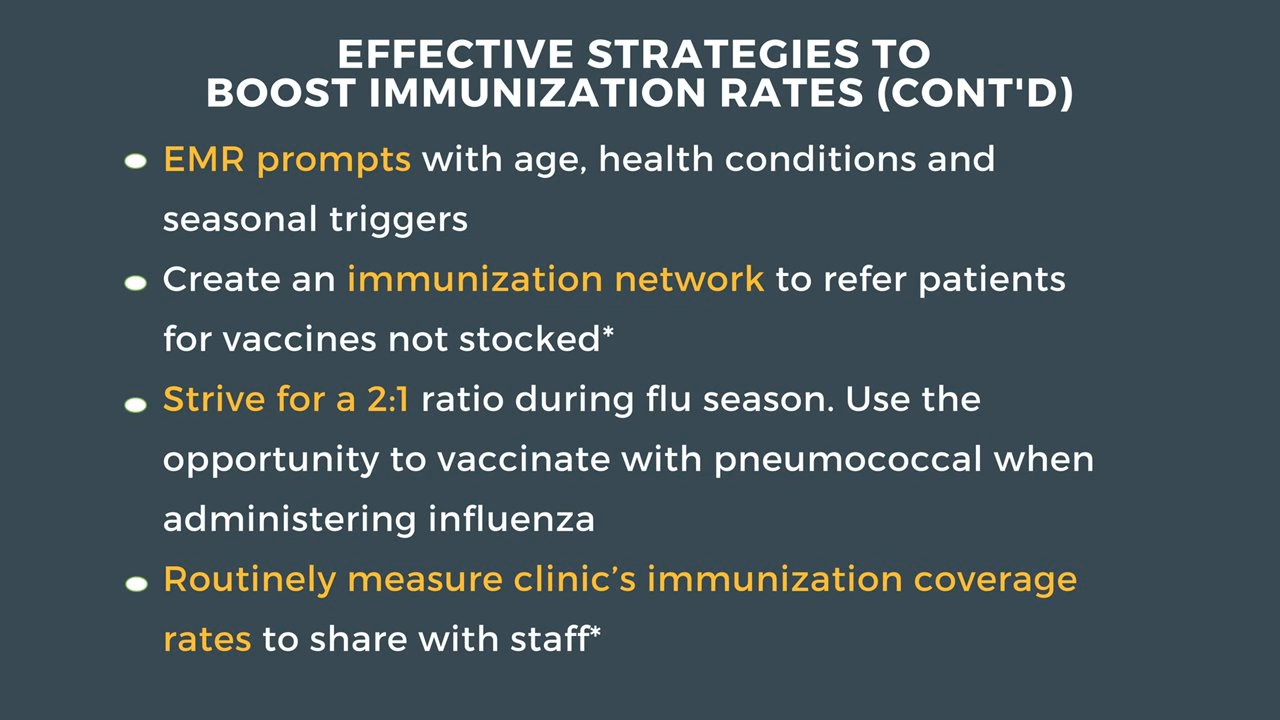 EFFECTIVE STRATEGIES TO
BOOST IMMUNIZATION RATES (CONT'D)
EMR prompts with age, health conditions and
seasonal triggers
Create an immunization network to refer patients
for vaccines not stocked*
Strive for a 2:1 ratio during flu season. Use the
opportunity to vaccinate with pneumococcal when
administering influenza
Routinely measure clinic’s immunization coverage
rates to share with staff*